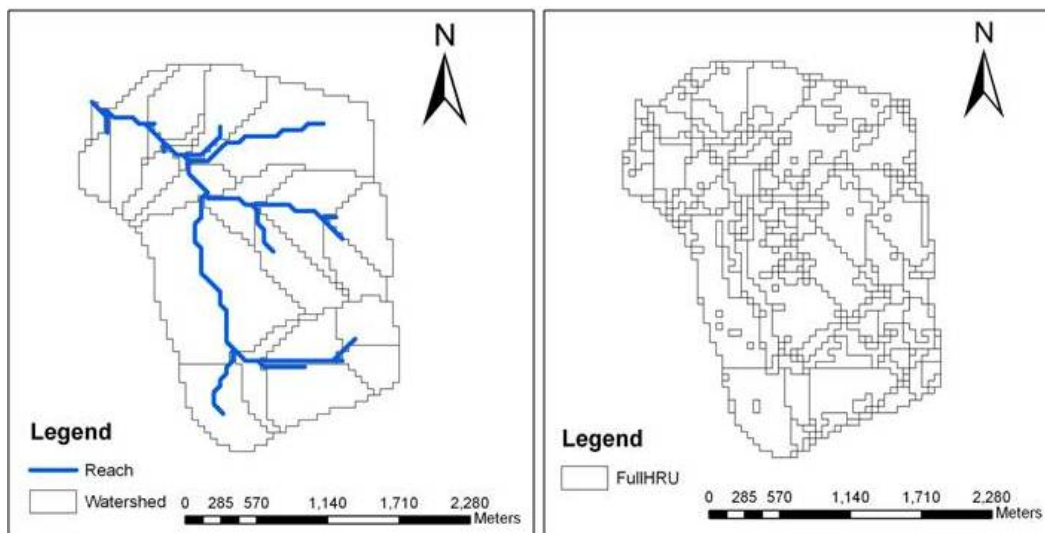 N
Legend
Reach
Watershed
0 285 570 1,140 1,710 2,280
Meters
N
Legend
FullHRU
0 285 570 1,140 1,710 2,280
Meters